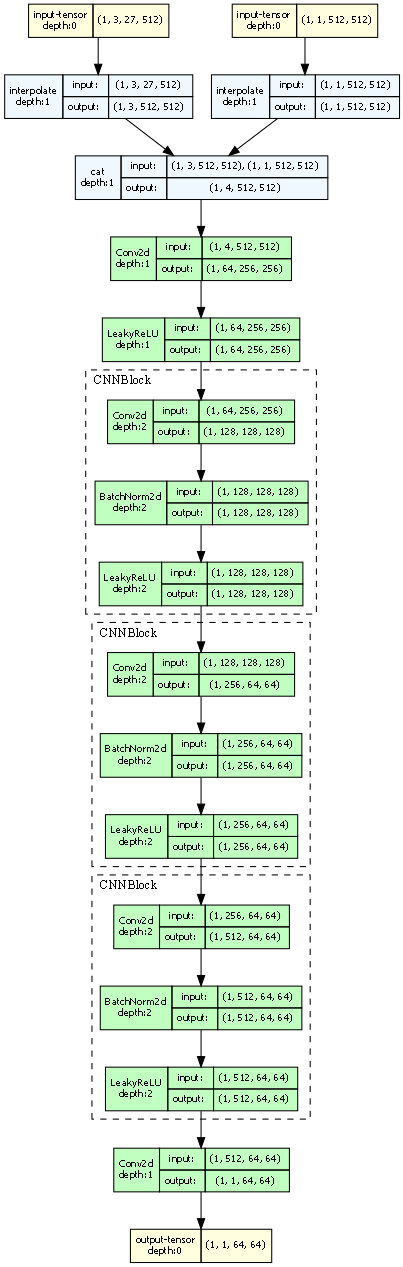 input-tensor depth:0 (1, 3, 27, 512)
input-tensor depth:0 (1, 1, 512, 512)
interpolate depth:1 input: (1, 3, 27, 512)
output: (1, 3, 512, 512)
interpolate depth:1 input: (1, 1, 512, 512)
output: (1, 1, 512, 512)
cat depth:1 input: (1, 3, 512, 512), (1, 1, 512, 512)
output: (1, 4, 512, 512)
Conv2d depth:1 input: (1, 4, 512, 512)
output: (1, 64, 256, 256)
LeakyReLU depth:1 input: (1, 64, 256, 256)
output: (1, 64, 256, 256)
CNNBlock
Conv2d depth:2 input: (1, 64, 256, 256)
output: (1, 128, 128, 128)
BatchNorm2d depth:2 input: (1, 128, 128, 128)
output: (1, 128, 128, 128)
LeakyReLU depth:2 input: (1, 128, 128, 128)
output: (1, 128, 128, 128)
CNNBlock
Conv2d depth:2 input: (1, 128, 128, 128)
output: (1, 256, 64, 64)
BatchNorm2d depth:2 input: (1, 256, 64, 64)
output: (1, 256, 64, 64)
LeakyReLU depth:2 input: (1, 256, 64, 64)
output: (1, 256, 64, 64)
CNNBlock
Conv2d depth:2 input: (1, 256, 64, 64)
output: (1, 512, 64, 64)
BatchNorm2d depth:2 input: (1, 512, 64, 64)
output: (1, 512, 64, 64)
LeakyReLU depth:2 input: (1, 512, 64, 64)
output: (1, 512, 64, 64)
Conv2d depth:1 input: (1, 512, 64, 64)
output: (1, 1, 64, 64)
output-tensor depth:0 (1, 1, 64, 64)